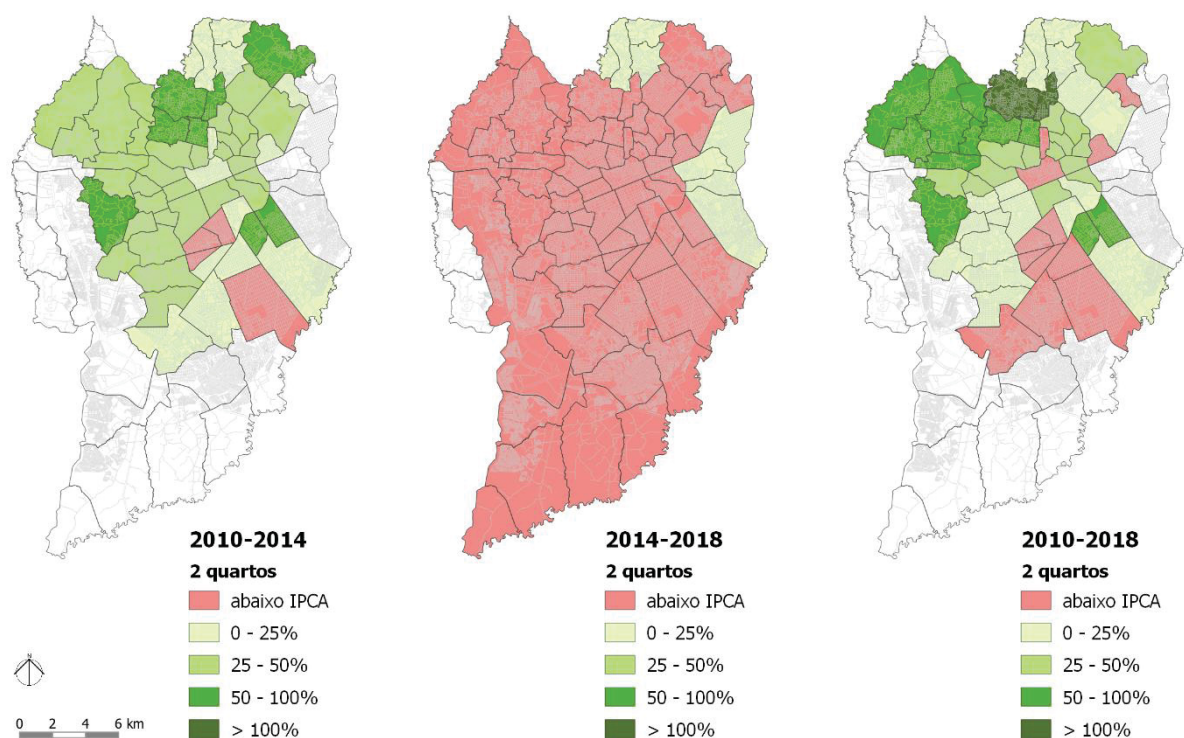 2010-2014
2 quartos
abaixo IPCA
0 - 25%
25 - 50%
50 - 100%
> 100%
N
0 2 4 6 km
2014-2018
2 quartos
abaixo IPCA
0 - 25%
25 - 50%
50 - 100%
> 100%
2010-2018
2 quartos
abaixo IPCA
0 - 25%
25 - 50%
50 - 100%
> 100%